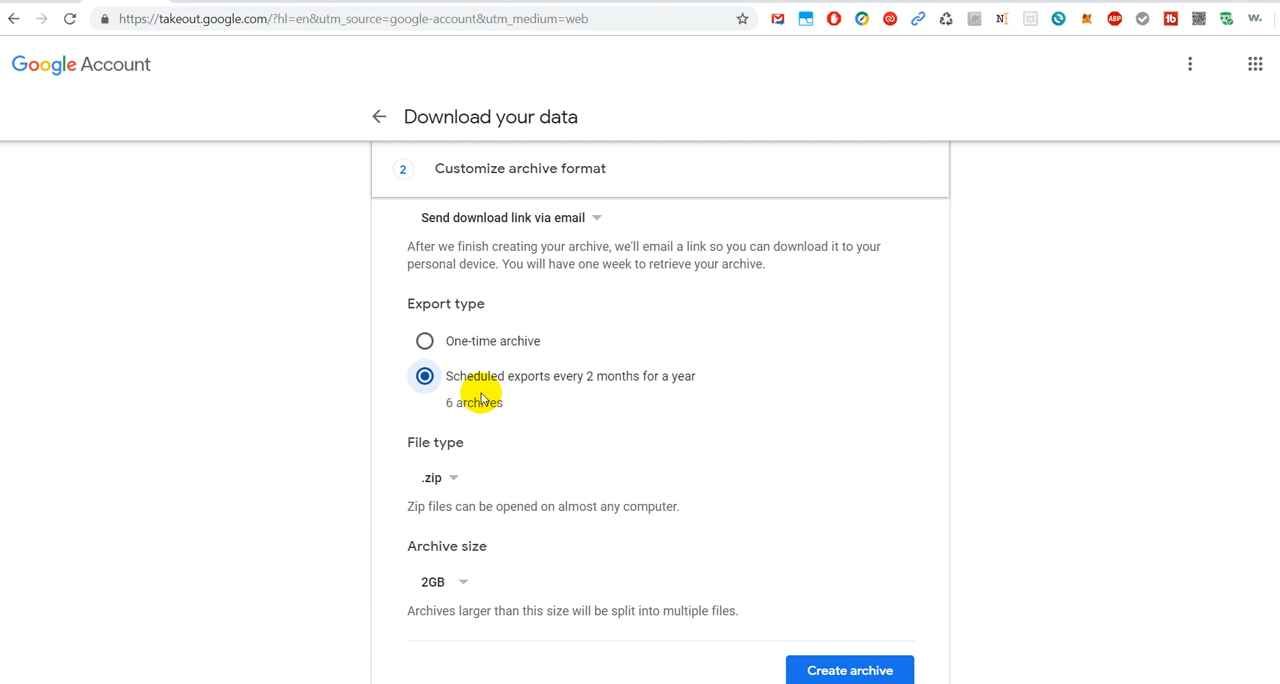 https://takeout.google.com/?hl=en&utm_source=google-account&utm_medium=web
Google Account
Download your data
2 Customize archive format
Send download link via email
After we finish creating your archive, we'll email a link so you can download it to your
personal device. You will have one week to retrieve your archive.
Export type
One-time archive
Scheduled exports every 2 months for a year
6 archives
File type
.zip
Zip files can be opened on almost any computer.
Archive size
2GB
Archives larger than this size will be split into multiple files.
Create archive